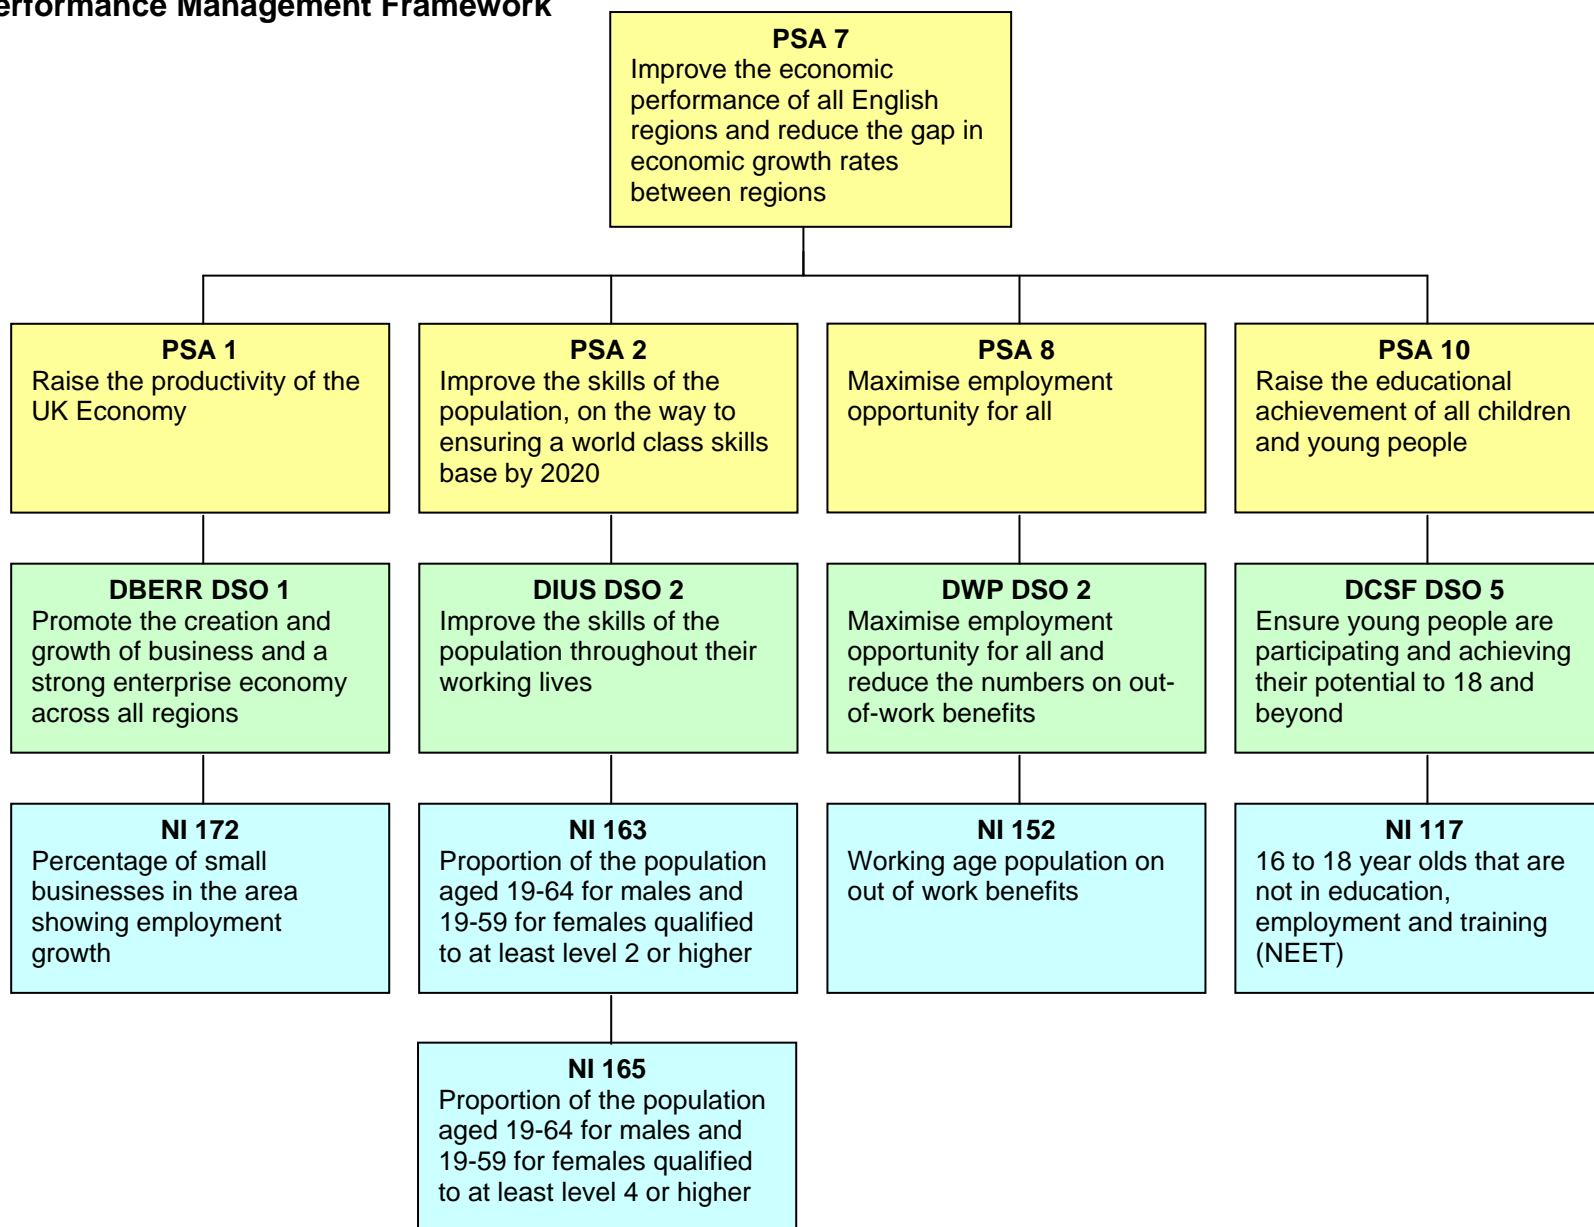 erformance Management Framework
PSA 7
Improve the economic
performance of all English
regions and reduce the gap in
economic growth rates
between regions
PSA 1
Raise the productivity of the
UK Economy
PSA 2
Improve the skills of the
population, on the way to
ensuring a world class skills
base by 2020
PSA 8
Maximise employment
opportunity for all
PSA 10
Raise the educational
achievement of all children
and young people
DBERR DSO 1
Promote the creation and
growth of business and a
strong enterprise economy
across all regions
DIUS DSO 2
Improve the skills of the
population throughout their
working lives
DWP DSO 2
Maximise employment
opportunity for all and
reduce the numbers on out-
of-work benefits
DCSF DSO 5
Ensure young people are
participating and achieving
their potential to 18 and
beyond
NI 172
Percentage of small
businesses in the area
showing employment
growth
NI 163
Proportion of the population
aged 19-64 for males and
19-59 for females qualified
to at least level 2 or higher
NI 152
Working age population on
out of work benefits
NI 117
16 to 18 year olds that are
not in education,
employment and training
(NEET)
NI 165
Proportion of the population
aged 19-64 for males and
19-59 for females qualified
to at least level 4 or higher